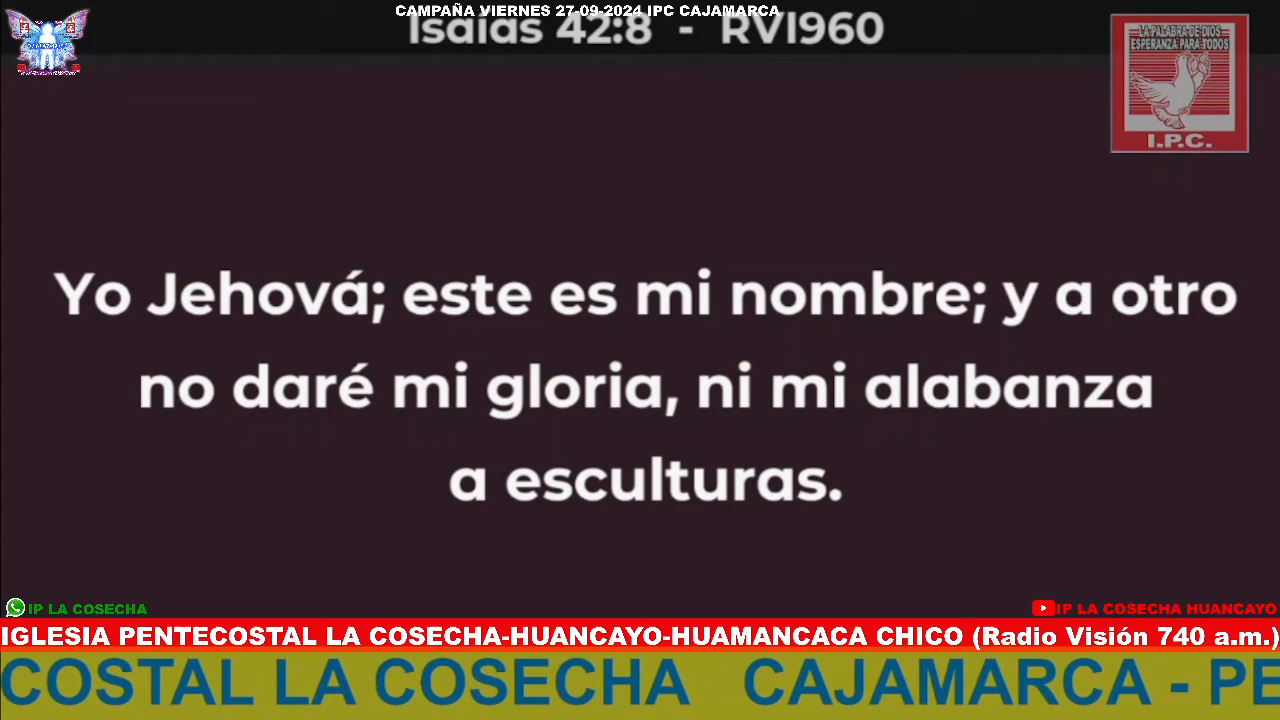 CAMPAÑA VIERNES 27-09-2024 IPC CAJAMARCA
Isaías 42:8 - RV1960
LA PALABRA DE DIOS
ESPERANZA PARA TODOS
I.P.C.
Yo Jehová; este es mi nombre; y a otro
no daré mi gloria, ni mi alabanza
a esculturas.
IP LA COSECHA
IP LA COSECHA HUANCAYO
IGLESIA PENTECOSTAL LA COSECHA-HUANCAYO-HUAMANCACA CHICO (Radio Visión 740 a.m.)
COSTAL LA COSECHA CAJAMARCA - PE